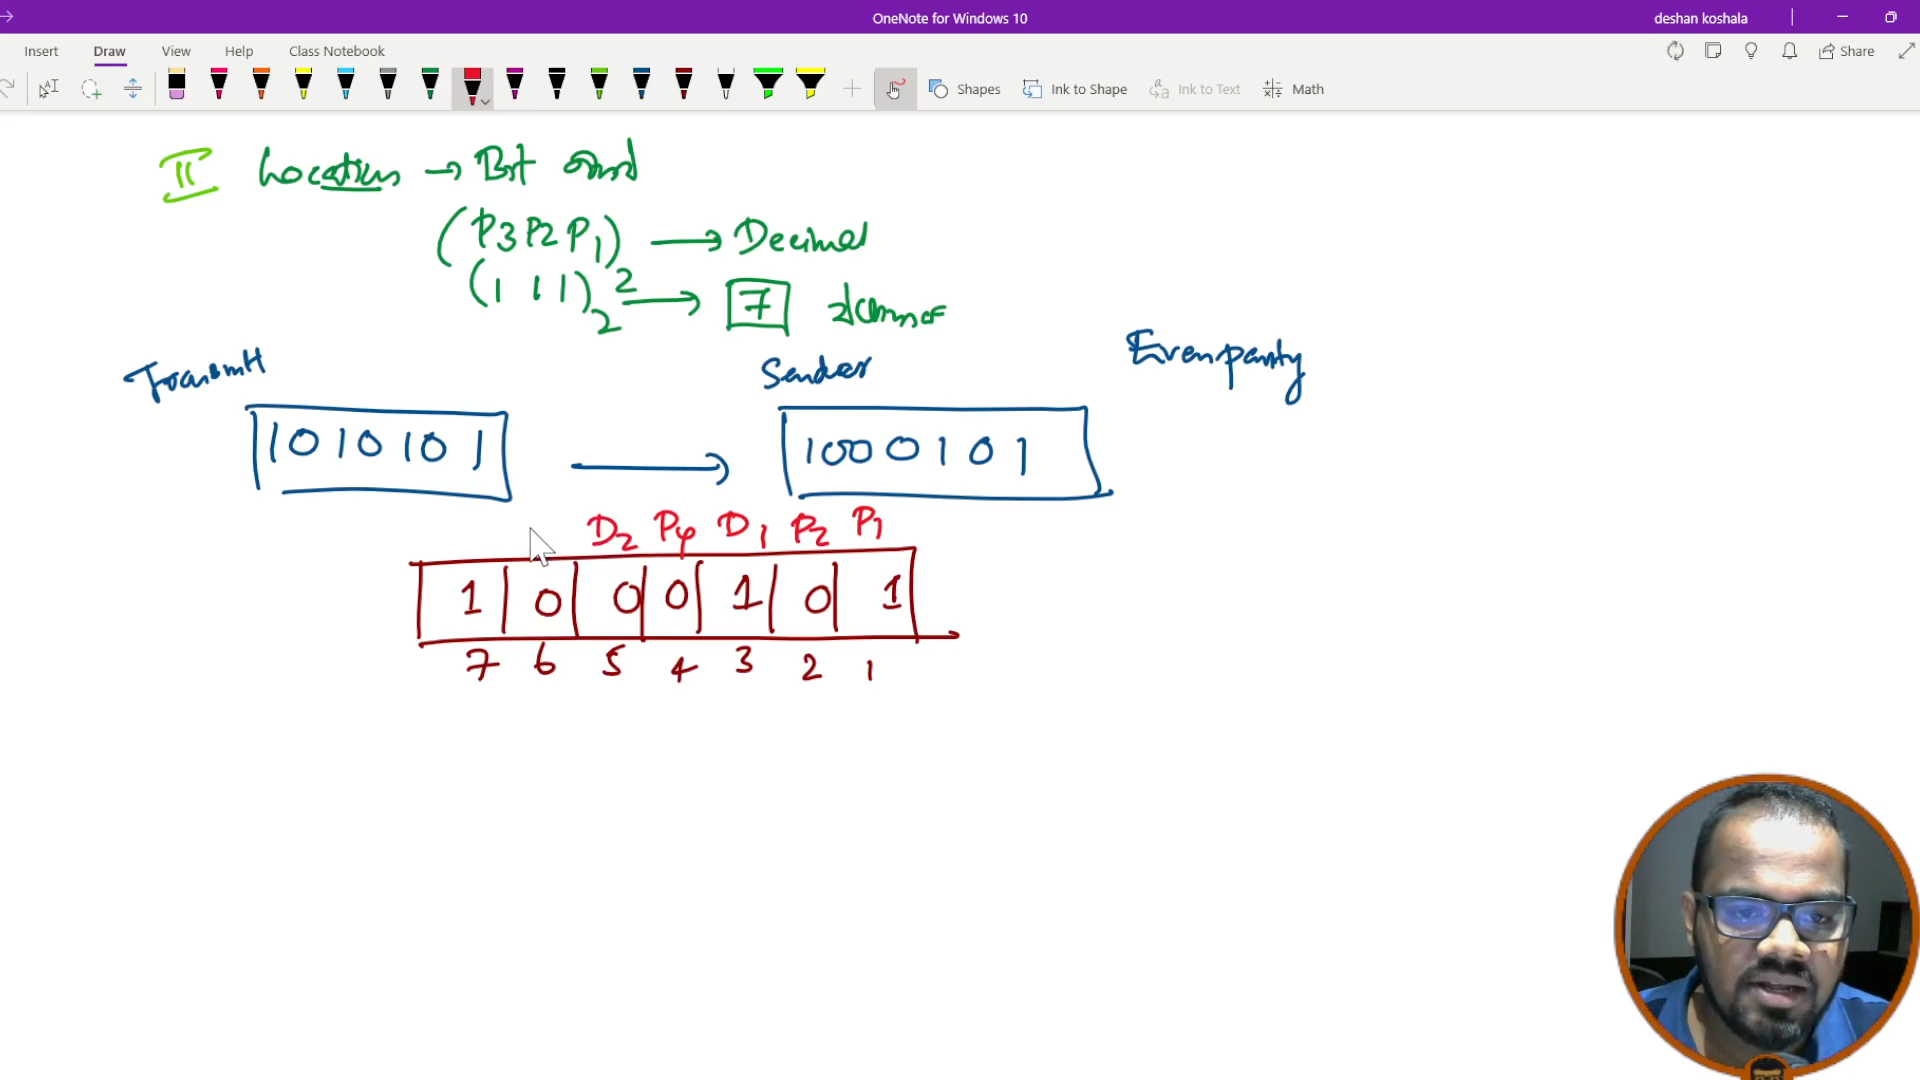 OneNote for Windows 10
deshan koshala
Insert Draw View Help Class Notebook
Share
Shapes Ink to Shape Ink to Text Math
II Location → Bit
(P3 P2 P1) → Decimal
(1 1 1)2 → 7
Transmit Sender Even parity
1010101 → 1000101
D2 P4 D1 P2 P1
1 0 0 0 1 0 1
7 6 5 4 3 2 1